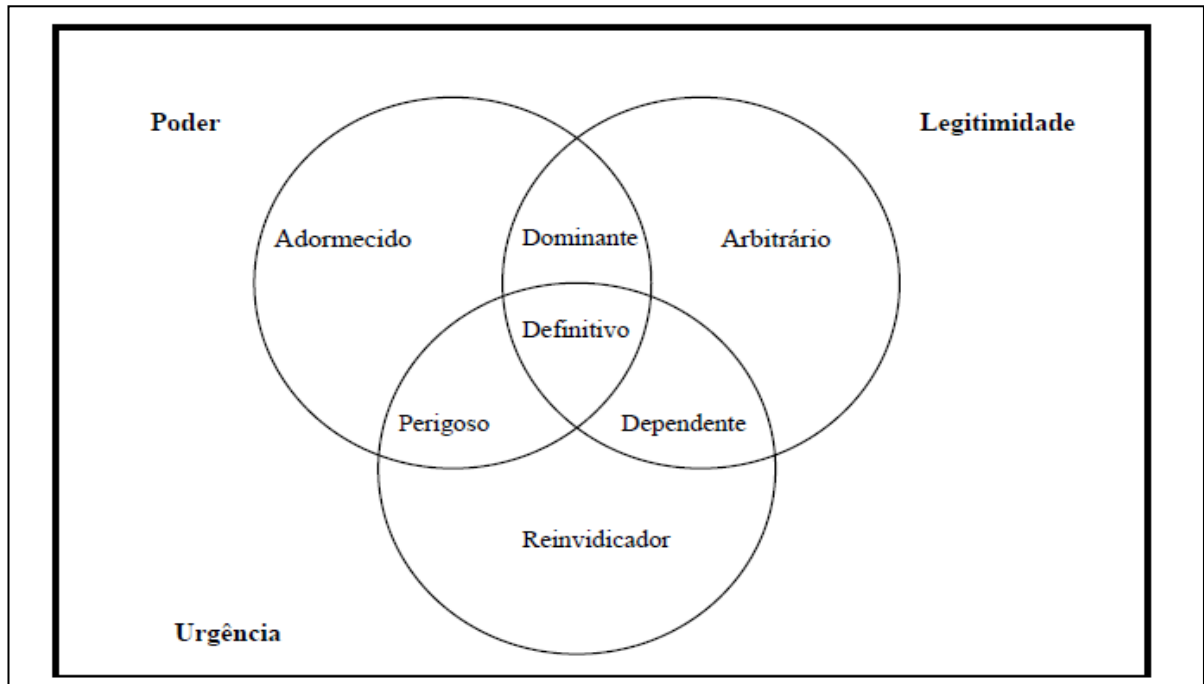 Poder
Legitimidade
Adormecido
Dominante
Arbitrário
Definitivo
Perigoso
Dependente
Reinvidicador
Urgência